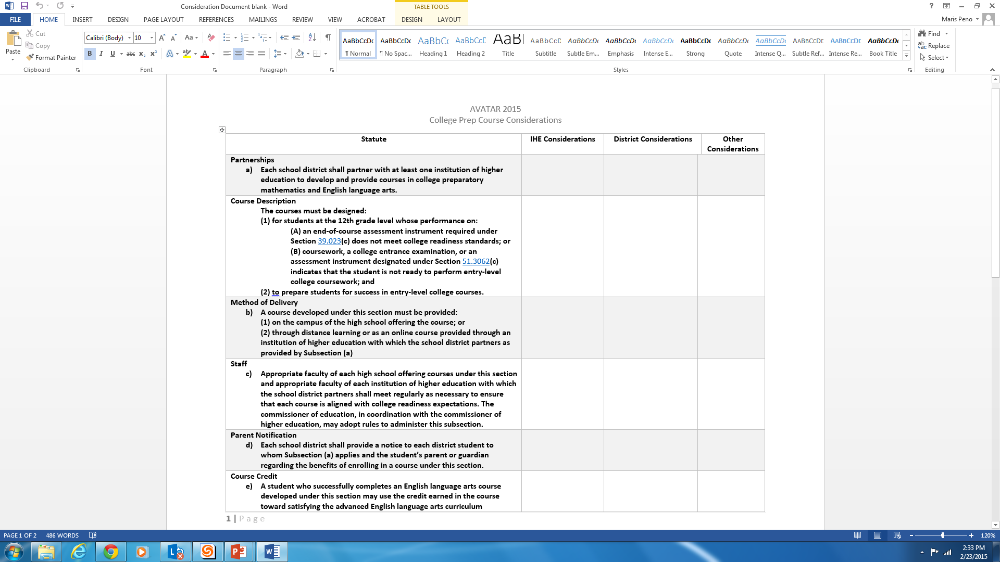 Consideration Document blank - Word
TABLE TOOLS
?
FILE
HOME
INSERT
DESIGN
PAGE LAYOUT
REFERENCES
MAILINGS
REVIEW
VIEW
ACROBAT
DESIGN
LAYOUT
Maris Peno
Paste
Cut
Copy
Format Painter
Clipboard
Calibri (Body)
10
Font
Paragraph
AaBbCcDc
¶ Normal
AaBbCcDc
¶ No Spac...
AaBbCc
Heading 1
AaBbCcD
Heading 2
AaBl
Title
AaBbCcD
Subtitle
AaBbCcDc
Subtle Em...
AaBbCcDc
Emphasis
AaBbCcDc
Intense E...
AaBbCcDc
Strong
AaBbCcDc
Quote
AaBbCcDc
Intense Q...
AaBbCcDc
Subtle Ref...
AaBbCcDc
Intense Re...
AaBbCcDc
Book Title
Styles
Find
Replace
Select
Editing
AVATAR 2015
College Prep Course Considerations
Statute
IHE Considerations
District Considerations
Other
Considerations
Partnerships
a) Each school district shall partner with at least one institution of higher
education to develop and provide courses in college preparatory
mathematics and English language arts.
Course Description
The courses must be designed:
(1) for students at the 12th grade level whose performance on:
(A) an end-of-course assessment instrument required under
Section 39.023(c) does not meet college readiness standards; or
(B) coursework, a college entrance examination, or an
assessment instrument designated under Section 51.3062(c)
indicates that the student is not ready to perform entry-level
college coursework; and
(2) to prepare students for success in entry-level college courses.
Method of Delivery
b) A course developed under this section must be provided:
(1) on the campus of the high school offering the course; or
(2) through distance learning or as an online course provided through an
institution of higher education with which the school district partners as
provided by Subsection (a)
Staff
c) Appropriate faculty of each high school offering courses under this section
and appropriate faculty of each institution of higher education with which
the school district partners shall meet regularly as necessary to ensure
that each course is aligned with college readiness expectations. The
commissioner of education, in coordination with the commissioner of
higher education, may adopt rules to administer this subsection.
Parent Notification
d) Each school district shall provide a notice to each district student to
whom Subsection (a) applies and the student’s parent or guardian
regarding the benefits of enrolling in a course under this section.
Course Credit
e) A student who successfully completes an English language arts course
developed under this section may use the credit earned in the course
toward satisfying the advanced English language arts curriculum
1 | Page
PAGE 1 OF 2
486 WORDS
120%
2:33 PM
2/23/2015